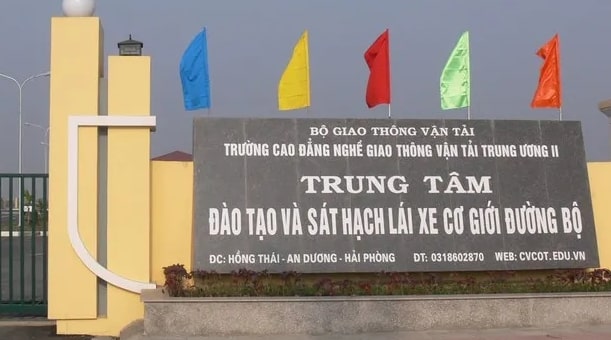 BỘ GIAO THÔNG VẬN TẢI
TRƯỜNG CAO ĐẲNG NGHỀ GIAO THÔNG VẬN TẢI TRUNG ƯƠNG II
TRUNG TÂM
ĐÀO TẠO VÀ SÁT HẠCH LÁI XE CƠ GIỚI ĐƯỜNG BỘ
ĐC: HỒNG THÁI - AN DƯƠNG - HẢI PHÒNG ĐT: 0318602870 WEB: CVCOT.EDU.VN